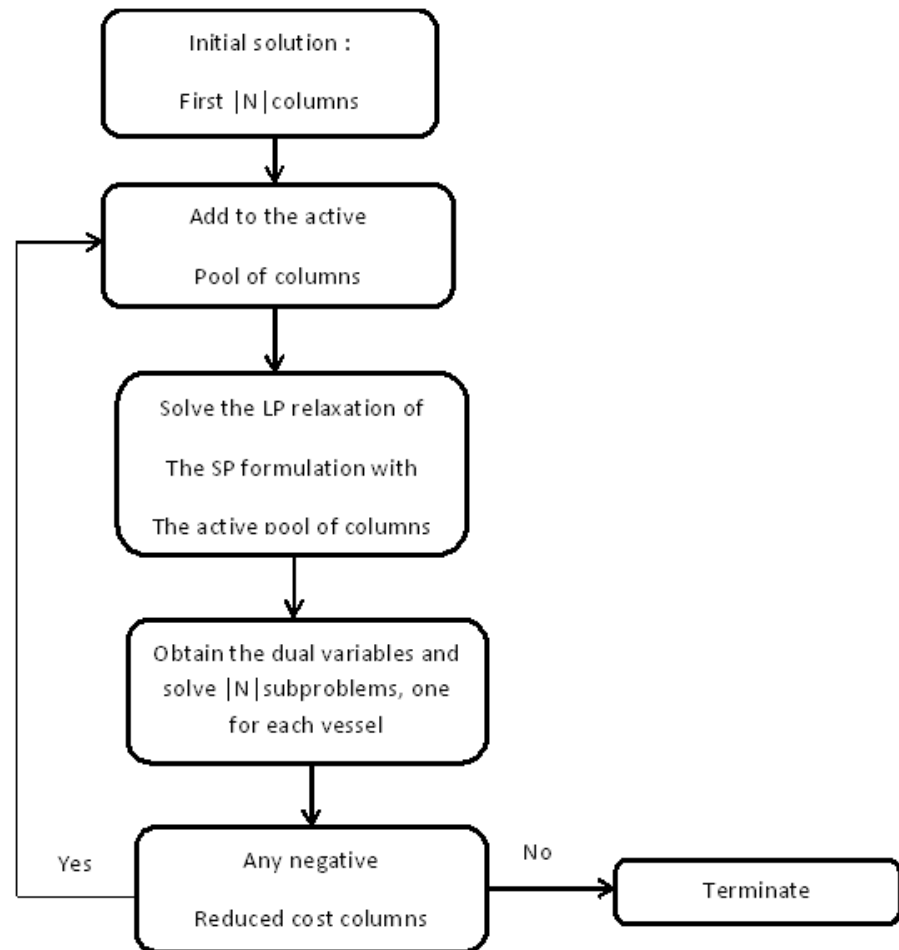 Initial solution :
First |N| columns
Add to the active
Pool of columns
Solve the LP relaxation of
The SP formulation with
The active pool of columns
Obtain the dual variables and
solve |N| subproblems, one
for each vessel
Any negative
Reduced cost columns
Yes
No
Terminate